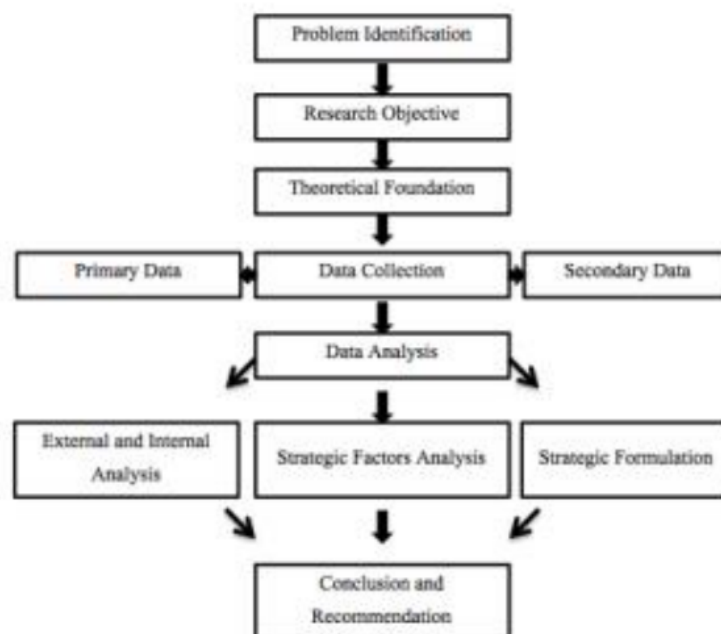 Problem Identification
Research Objective
Theoretical Foundation
Primary Data
Data Collection
Secondary Data
Data Analysis
External and Internal
Analysis
Strategic Factors Analysis
Strategic Formulation
Conclusion and
Recommendation